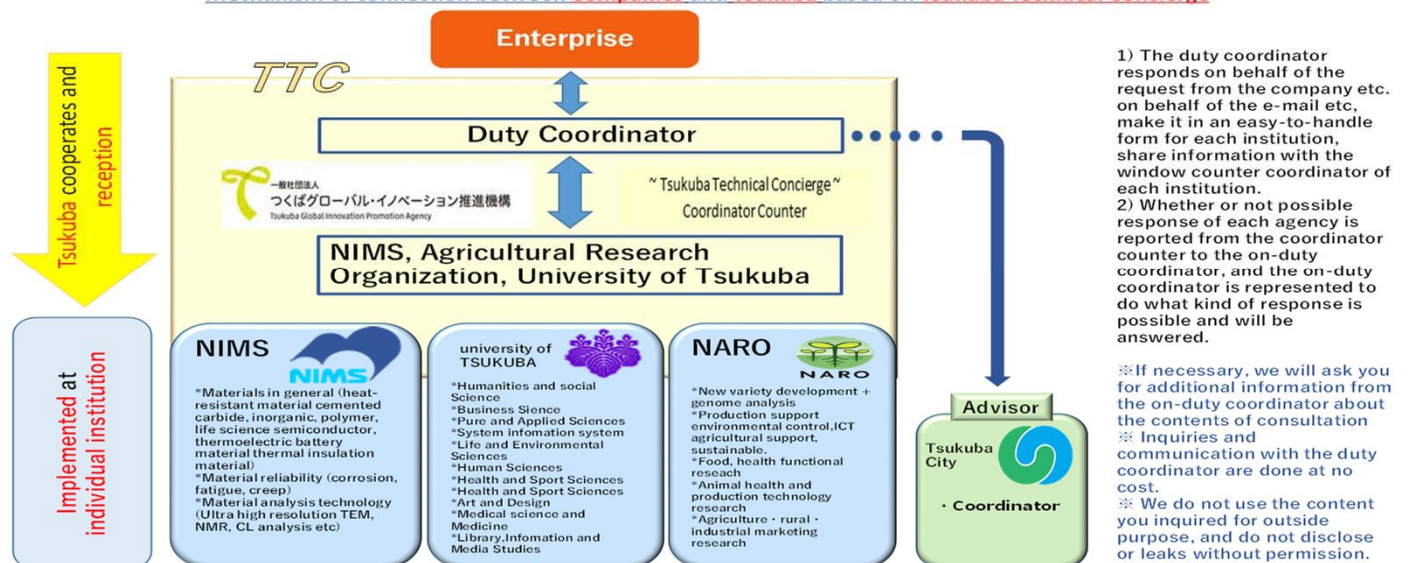 Mechanism of connection between companies and Tsukuba based on Tsukuba Technical Concierge
Enterprise
TTC
Tsukuba cooperates and
reception
Duty Coordinator
一般社団法人
つくばグローバル・イノベーション推進機構
Tsukuba Global Innovation Promotion Agency
~ Tsukuba Technical Concierge ~
Coordinator Counter
NIMS, Agricultural Research
Organization, University of Tsukuba
Implemented at
individual institution
NIMS
NIMS
*Materials in general (heat-
resistant material cemented
carbide, inorganic, polymer,
life science semiconductor,
thermoelectric battery
material thermal insulation
material)
*Material reliability (corrosion,
fatigue, creep)
*Material analysis technology
(Ultra high resolution TEM,
NMR, CL analysis etc)
university of
TSUKUBA
*Humanities and social
Science
*Business Sience
*Pure and Applied Sciences
*System infomation system
*Life and Environmental
Sciences
*Human Sciences
*Health and Sport Sciences
*Health and Sport Sciences
*Art and Design
*Medical science and
Medicine
*Library,Infomation and
Media Studies
NARO
NARO
*New variety development +
genome analysis
*Production support
environmental control,ICT
agricultural support,
sustainable.
*Food, health functional
reseach
*Animal health and
production technology
research
*Agriculture・rural・
industrial marketing
research
Advisor
Tsukuba
City
・Coordinator
1) The duty coordinator
responds on behalf of the
request from the company etc.
on behalf of the e-mail etc,
make it in an easy-to-handle
form for each institution,
share information with the
window counter coordinator of
each institution.
2) Whether or not possible
response of each agency is
reported from the coordinator
counter to the on-duty
coordinator, and the on-duty
coordinator is represented to
do what kind of response is
possible and will be
answered.
※If necessary, we will ask you
for additional information from
the on-duty coordinator about
the contents of consultation
※ Inquiries and
communication with the duty
coordinator are done at no
cost.
※ We do not use the content
you inquired for outside
purpose, and do not disclose
or leaks without permission.